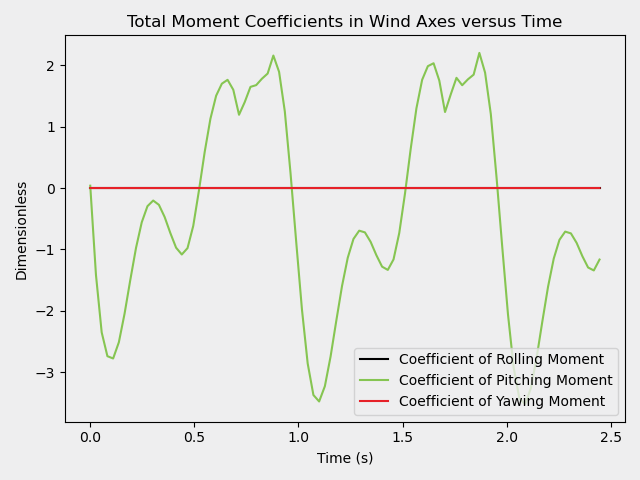 Total Moment Coefficients in Wind Axes versus Time
Dimensionless
2
1
0
−1
−2
−3
0.0 0.5 1.0 1.5 2.0 2.5
Time (s)
Coefficient of Rolling Moment
Coefficient of Pitching Moment
Coefficient of Yawing Moment